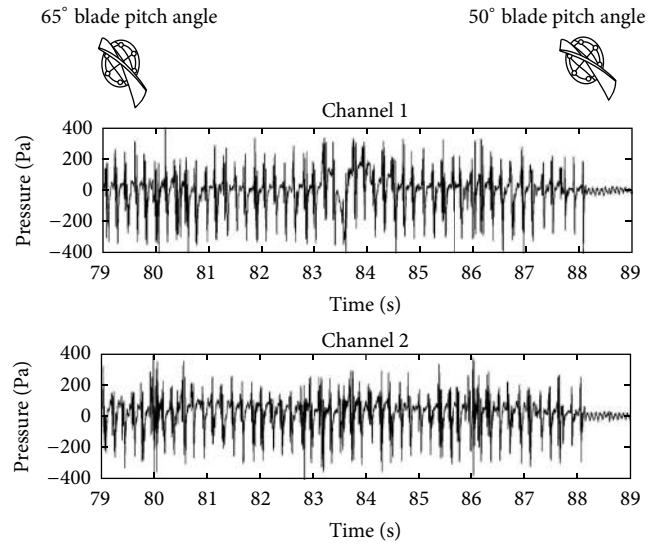 65° blade pitch angle
50° blade pitch angle
Channel 1
Pressure (Pa)
400
200
0
−200
−400
79 80 81 82 83 84 85 86 87 88 89
Time (s)
Channel 2
Pressure (Pa)
400
200
0
−200
−400
79 80 81 82 83 84 85 86 87 88 89
Time (s)